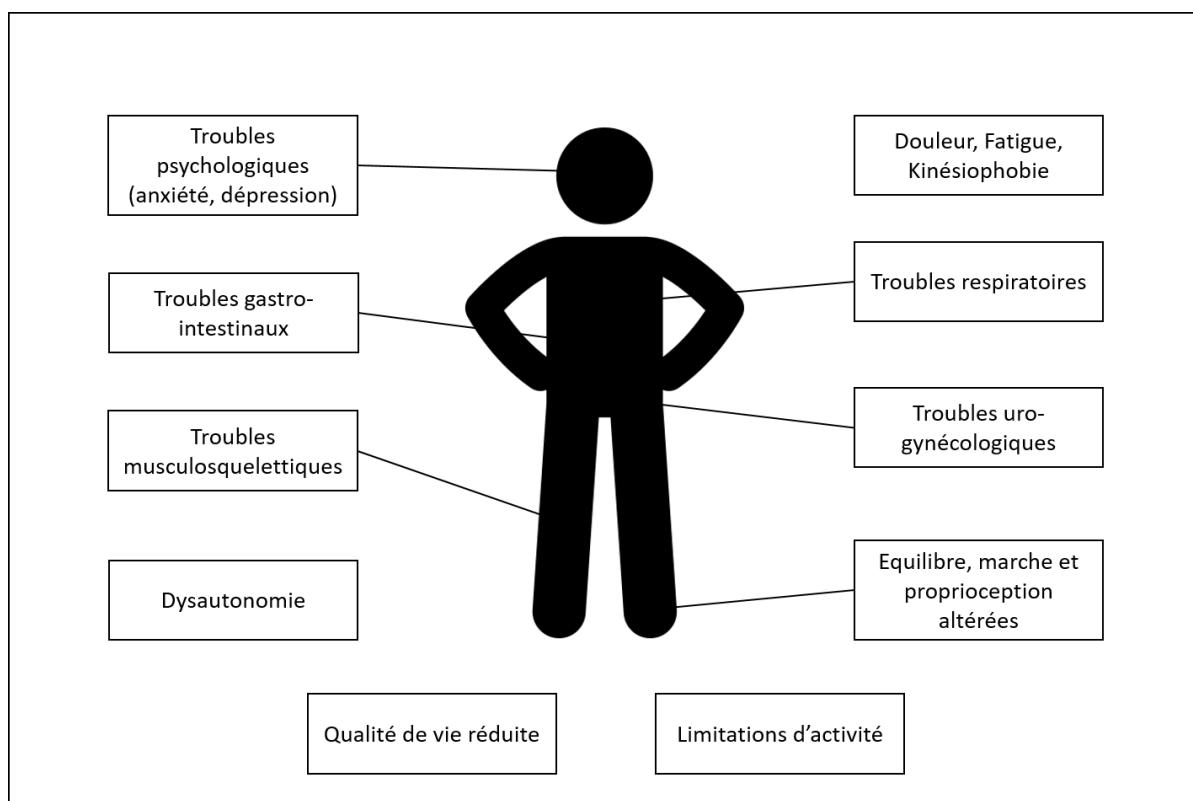 Troubles
psychologiques
(anxiété, dépression)
Douleur, Fatigue,
Kinésiophobie
Troubles gastro-
intestinaux
Troubles respiratoires
Troubles
musculosquelettiques
Troubles uro-
gynécologiques
Dysautonomie
Equilibre, marche et
proprioception
altérées
Qualité de vie réduite
Limitations d’activité